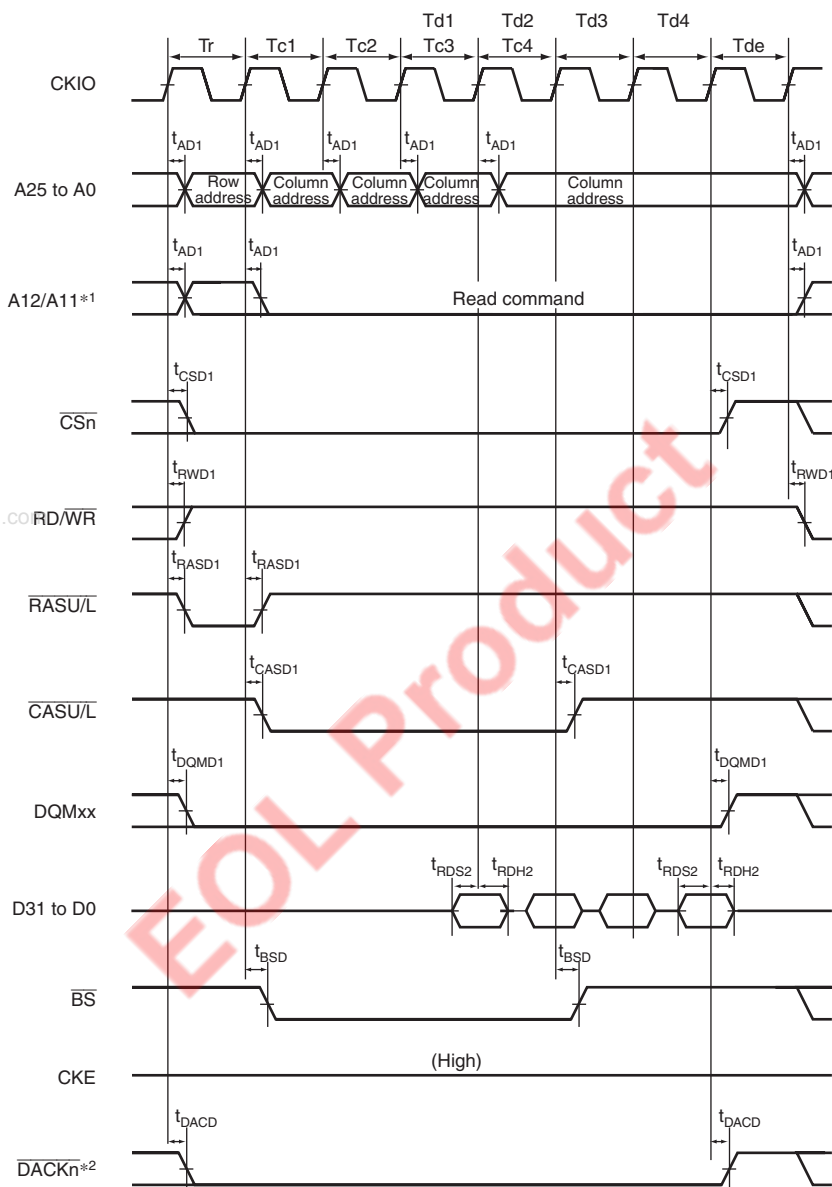 Td1 Td2 Td3 Td4
Tr Tc1 Tc2 Tc3 Tc4 Tde
CKIO
tAD1 tAD1 tAD1 tAD1 tAD1 tAD1
A25 to A0
Row address
Column address
Column address
Column address
Column address
tAD1 tAD1 tAD1
A12/A11*1
Read command
tCSD1 tCSD1
CSn
tRWD1 tRWD1
.com
RD/WR
tRASD1 tRASD1
RASU/L
tCASD1 tCASD1
CASU/L
tDQMD1 tDQMD1
DQMxx
tRDS2 tRDH2 tRDS2 tRDH2
D31 to D0
tBSD tBSD
BS
(High)
CKE
tDACD tDACD
DACKn*2
EOL Product